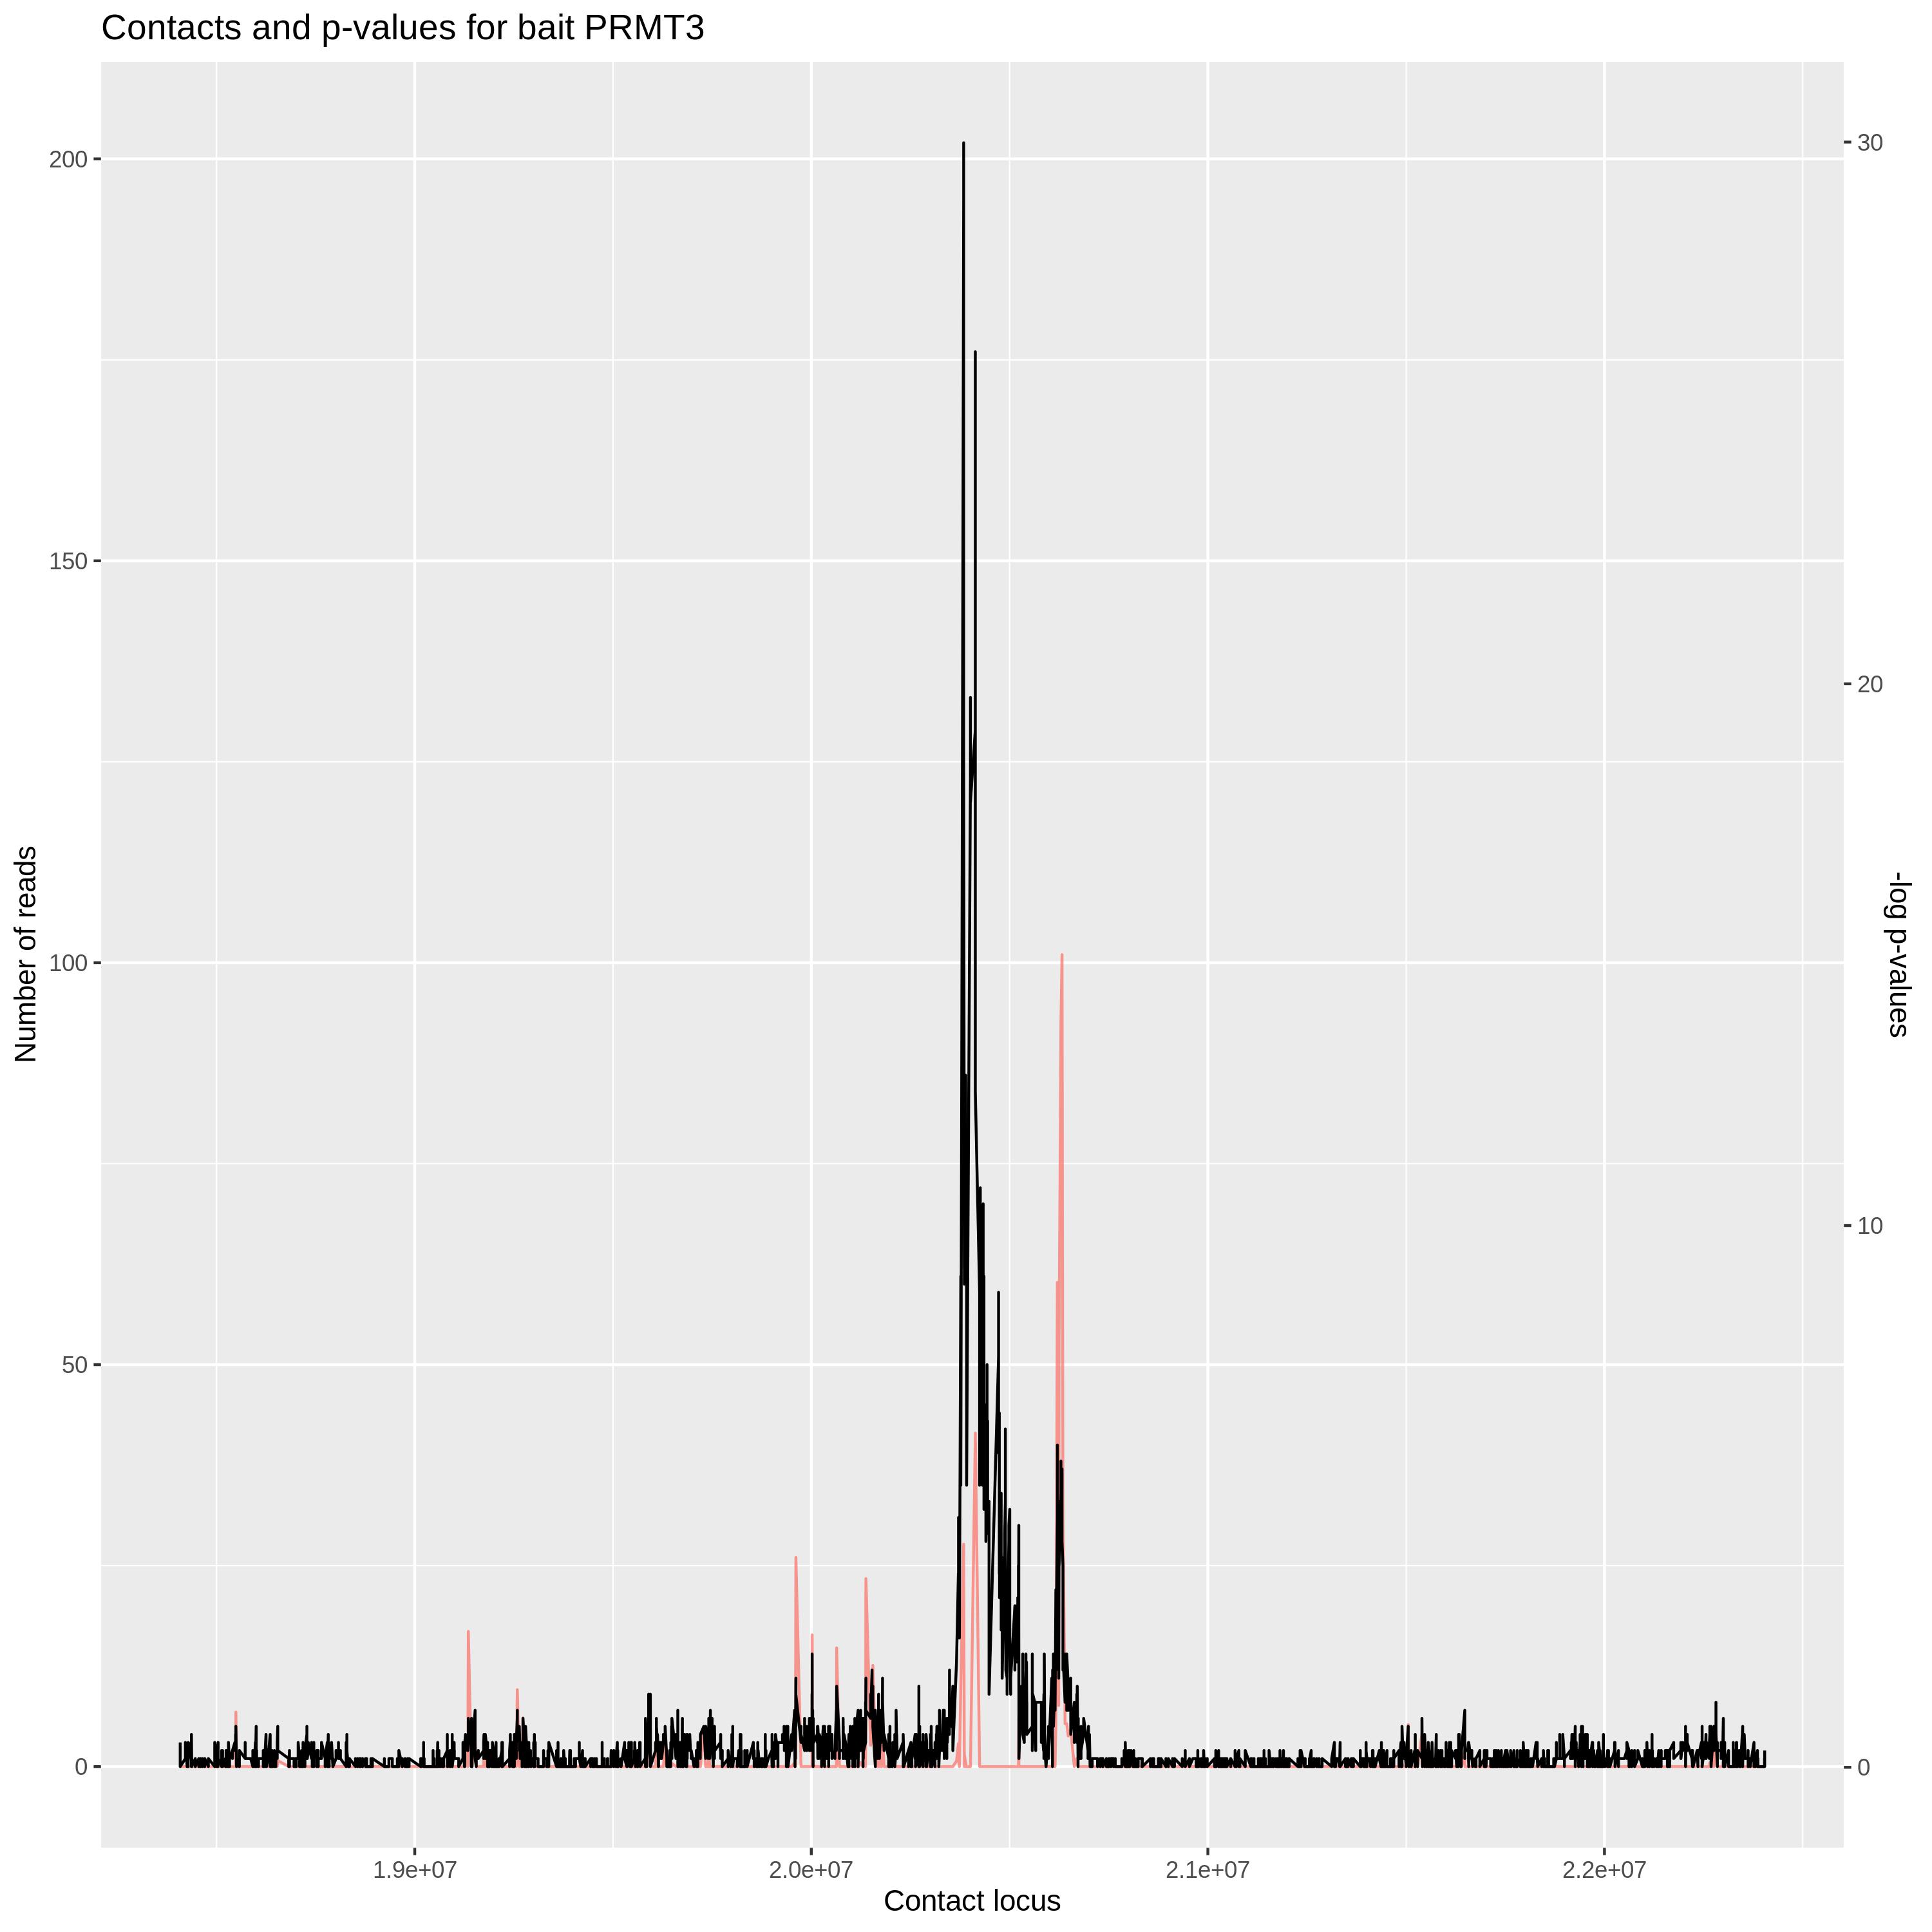 Contacts and p-values for bait PRMT3
200
150
100
50
0
30
20
10
0
Number of reads
-log p-values
1.9e+07
2.0e+07
2.1e+07
2.2e+07
Contact locus